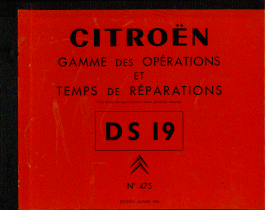 CITROËN
GAMME DES OPÉRATIONS
ET
TEMPS DE RÉPARATIONS
DS 19
N° 475